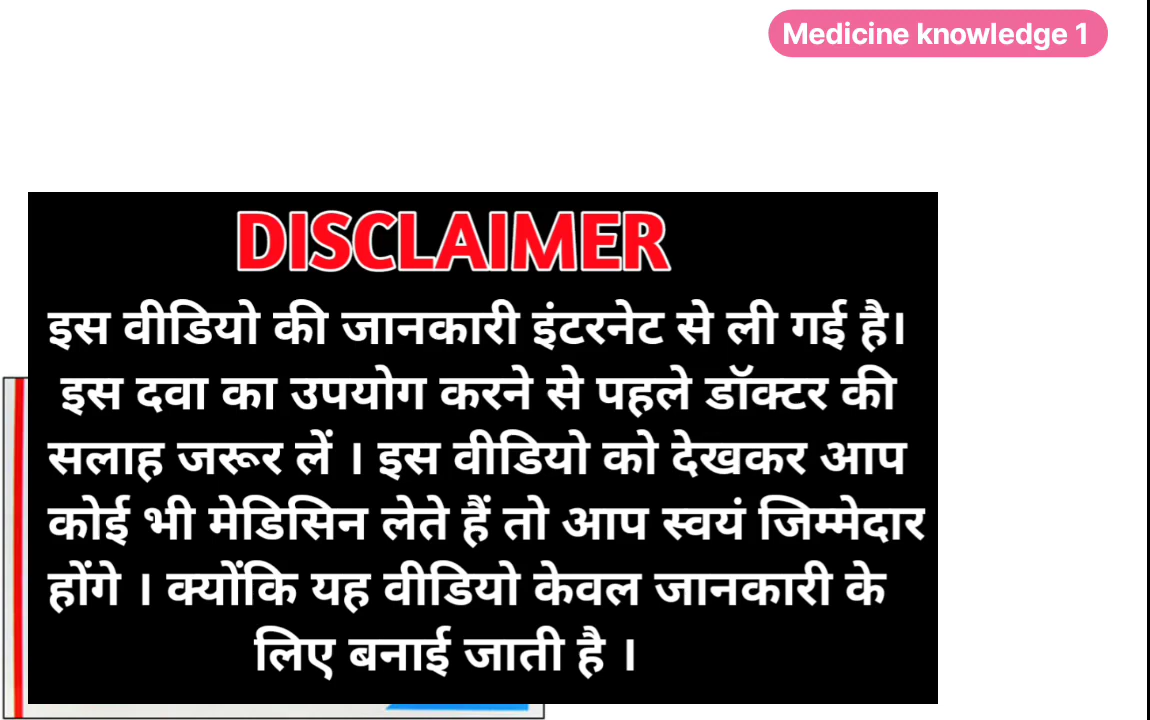 Medicine knowledge 1
DISCLAIMER
इस वीडियो की जानकारी इंटरनेट से ली गई है।
इस दवा का उपयोग करने से पहले डॉक्टर की
सलाह जरूर लें । इस वीडियो को देखकर आप
कोई भी मेडिसिन लेते हैं तो आप स्वयं जिम्मेदार
होंगे । क्योंकि यह वीडियो केवल जानकारी के
लिए बनाई जाती है ।